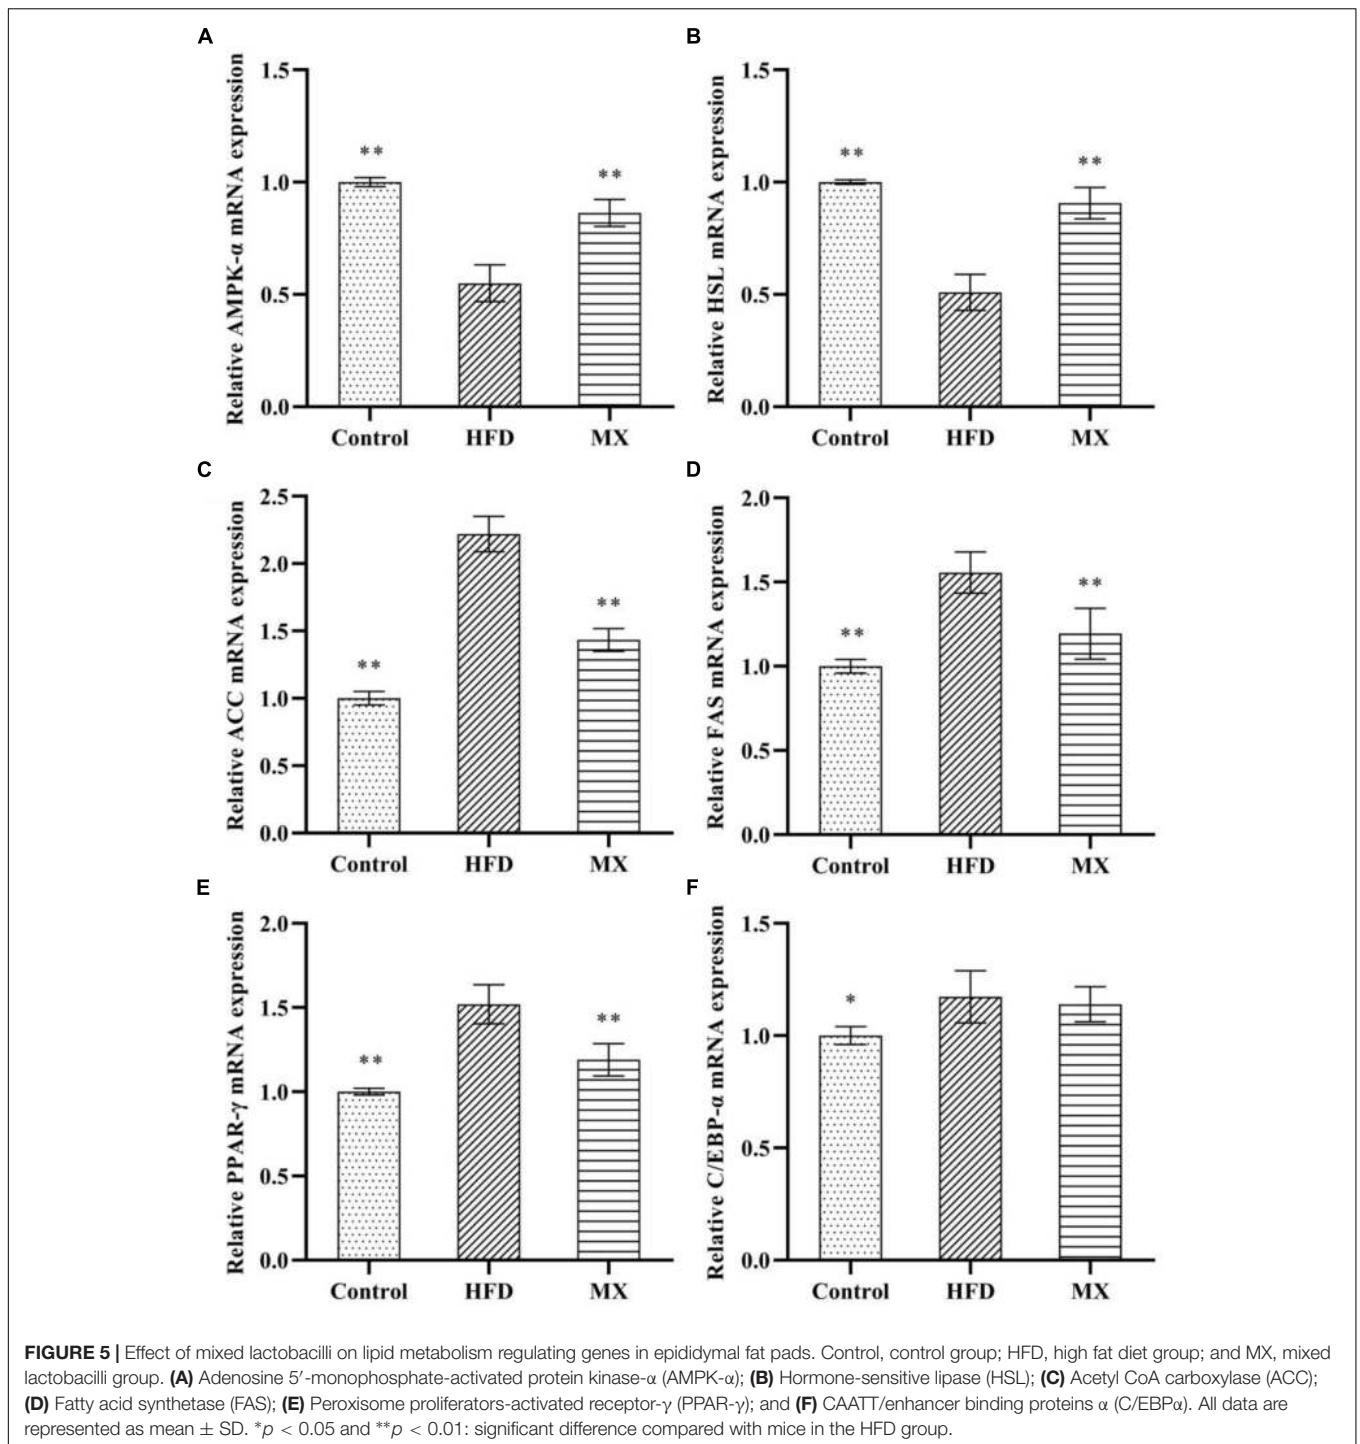 A
Relative AMPK-α mRNA expression
1.5
1.0
0.5
0.0
**
**
Control HFD MX
B
Relative HSL mRNA expression
1.5
1.0
0.5
0.0
**
**
Control HFD MX
C
Relative ACC mRNA expression
2.5
2.0
1.5
1.0
0.5
0.0
**
**
Control HFD MX
D
Relative FAS mRNA expression
2.0
1.5
1.0
0.5
0.0
**
**
Control HFD MX
E
Relative PPAR-γ mRNA expression
2.0
1.5
1.0
0.5
0.0
**
**
Control HFD MX
F
Relative C/EBP-α mRNA expression
1.5
1.0
0.5
0.0
*
Control HFD MX
FIGURE 5 | Effect of mixed lactobacilli on lipid metabolism regulating genes in epididymal fat pads. Control, control group; HFD, high fat diet group; and MX, mixed
lactobacilli group. (A) Adenosine 5′-monophosphate-activated protein kinase-α (AMPK-α); (B) Hormone-sensitive lipase (HSL); (C) Acetyl CoA carboxylase (ACC);
(D) Fatty acid synthetase (FAS); (E) Peroxisome proliferators-activated receptor-γ (PPAR-γ); and (F) CAATT/enhancer binding proteins α (C/EBPα). All data are
represented as mean ± SD. *p < 0.05 and **p < 0.01: significant difference compared with mice in the HFD group.